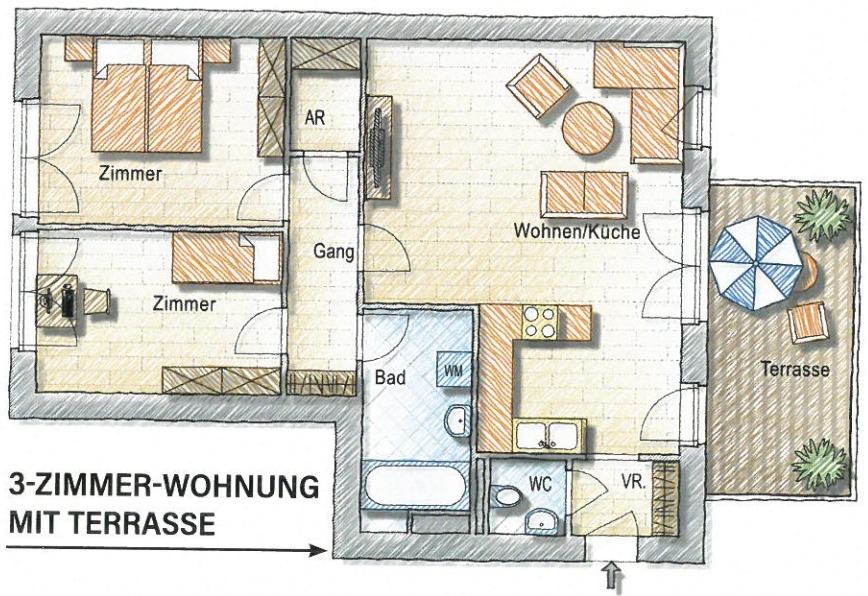 AR
Zimmer
Wohnen/Küche
Gang
Zimmer
Terrasse
Bad
WM
WC
VR.
3-ZIMMER-WOHNUNG
MIT TERRASSE